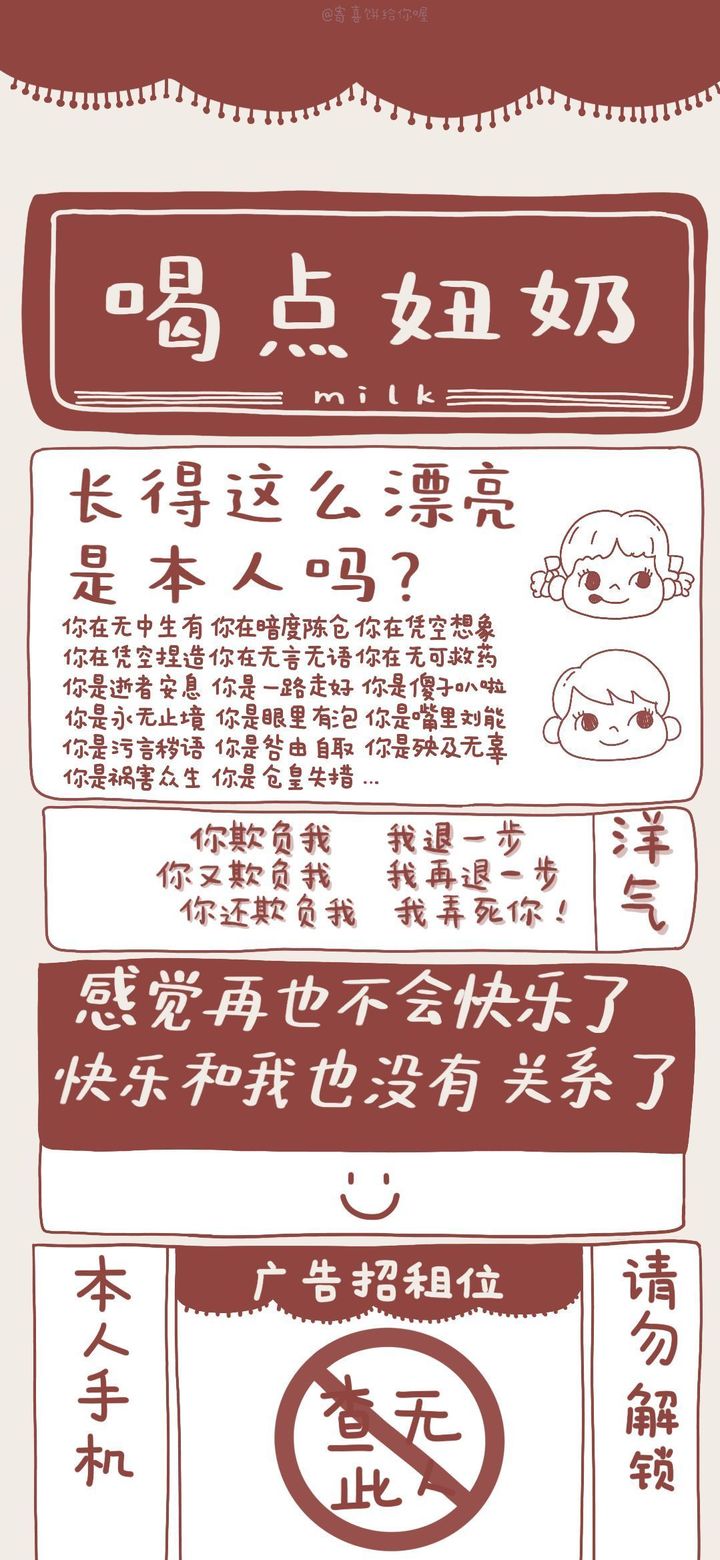 @寄喜饼给你喔
喝点妞奶
milk
长得这么漂亮
是本人吗？
你在无中生有 你在暗度陈仓 你在凭空想象
你在凭空捏造 你在无言无语 你在无可救药
你是逝者安息 你是一路走好 你是傻子叭啦
你是永无止境 你是眼里有泡 你是嘴里刘能
你是污言秽语 你是咎由自取 你是殃及无辜
你是祸害众生 你是仓皇失措 ...
你欺负我 我退一步
你又欺负我 我再退一步
你还欺负我 我弄死你！
洋气
感觉再也不会快乐了
快乐和我也没有关系了
本人手机
广告招租位
查无
此人
请勿解锁